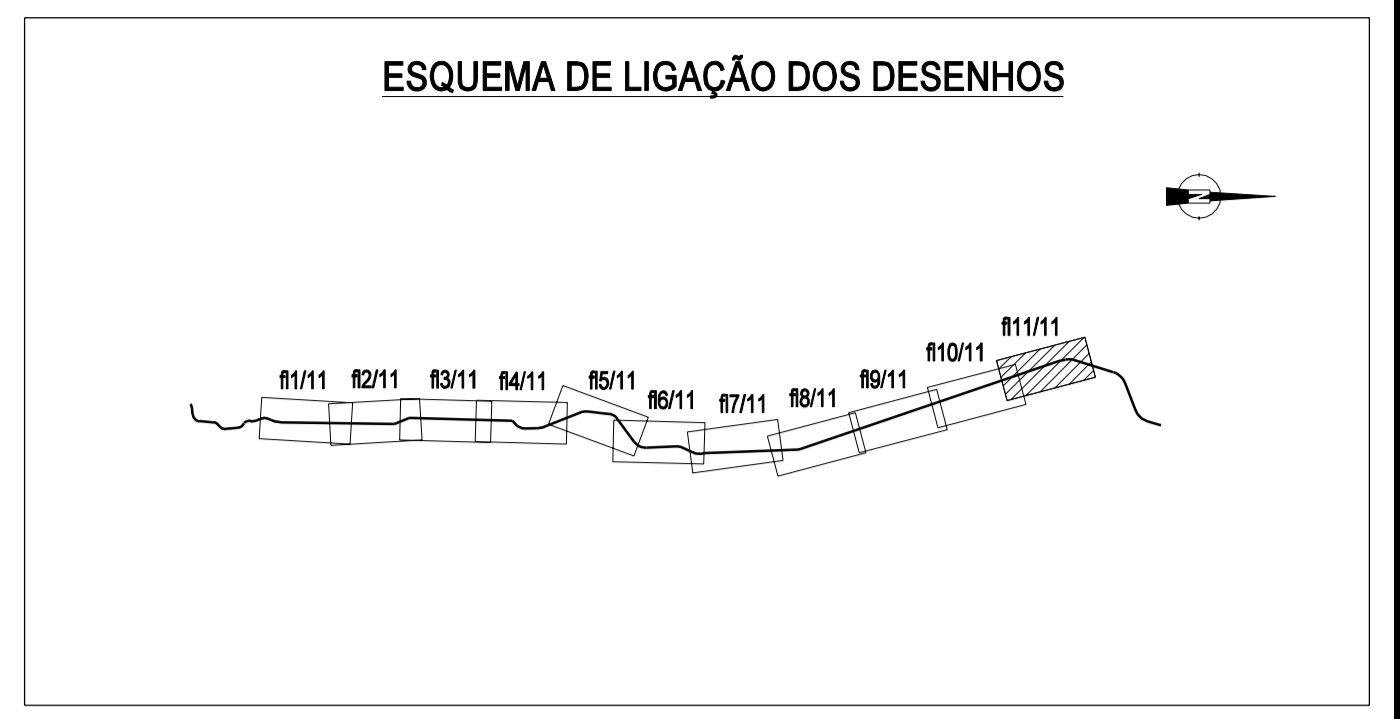 ESQUEMA DE LIGAÇÃO DOS DESENHOS
N
fl1/11
fl2/11
fl3/11
fl4/11
fl5/11
fl6/11
fl7/11
fl8/11
fl9/11
fl10/11
fl11/11